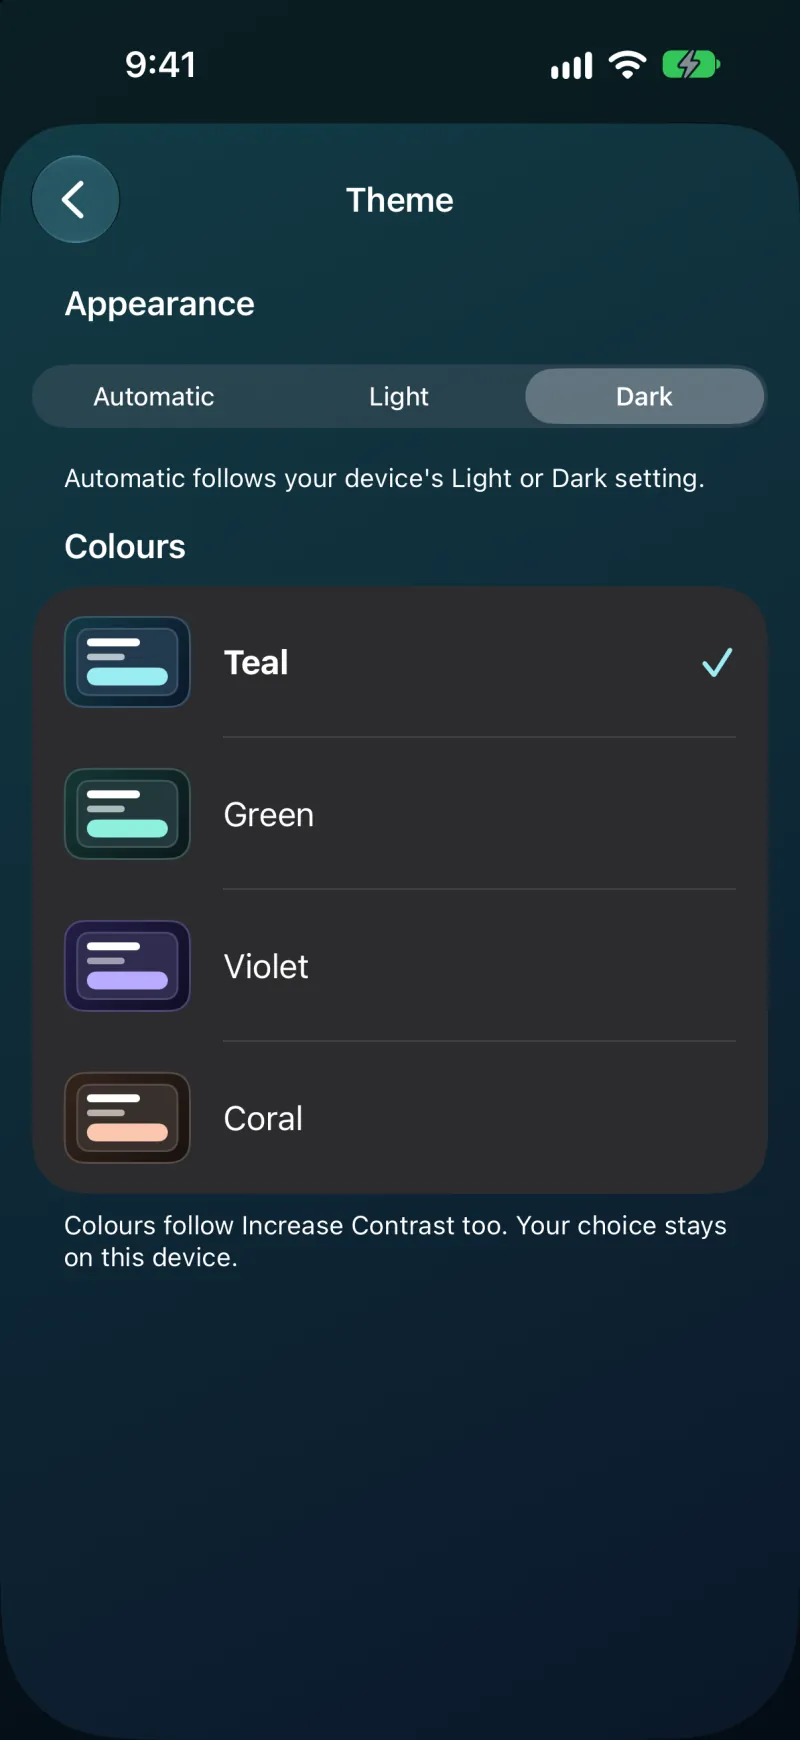 9:41
Theme
Appearance
Automatic
Light
Dark
Automatic follows your device's Light or Dark setting.
Colours
Teal
Green
Violet
Coral
Colours follow Increase Contrast too. Your choice stays
on this device.